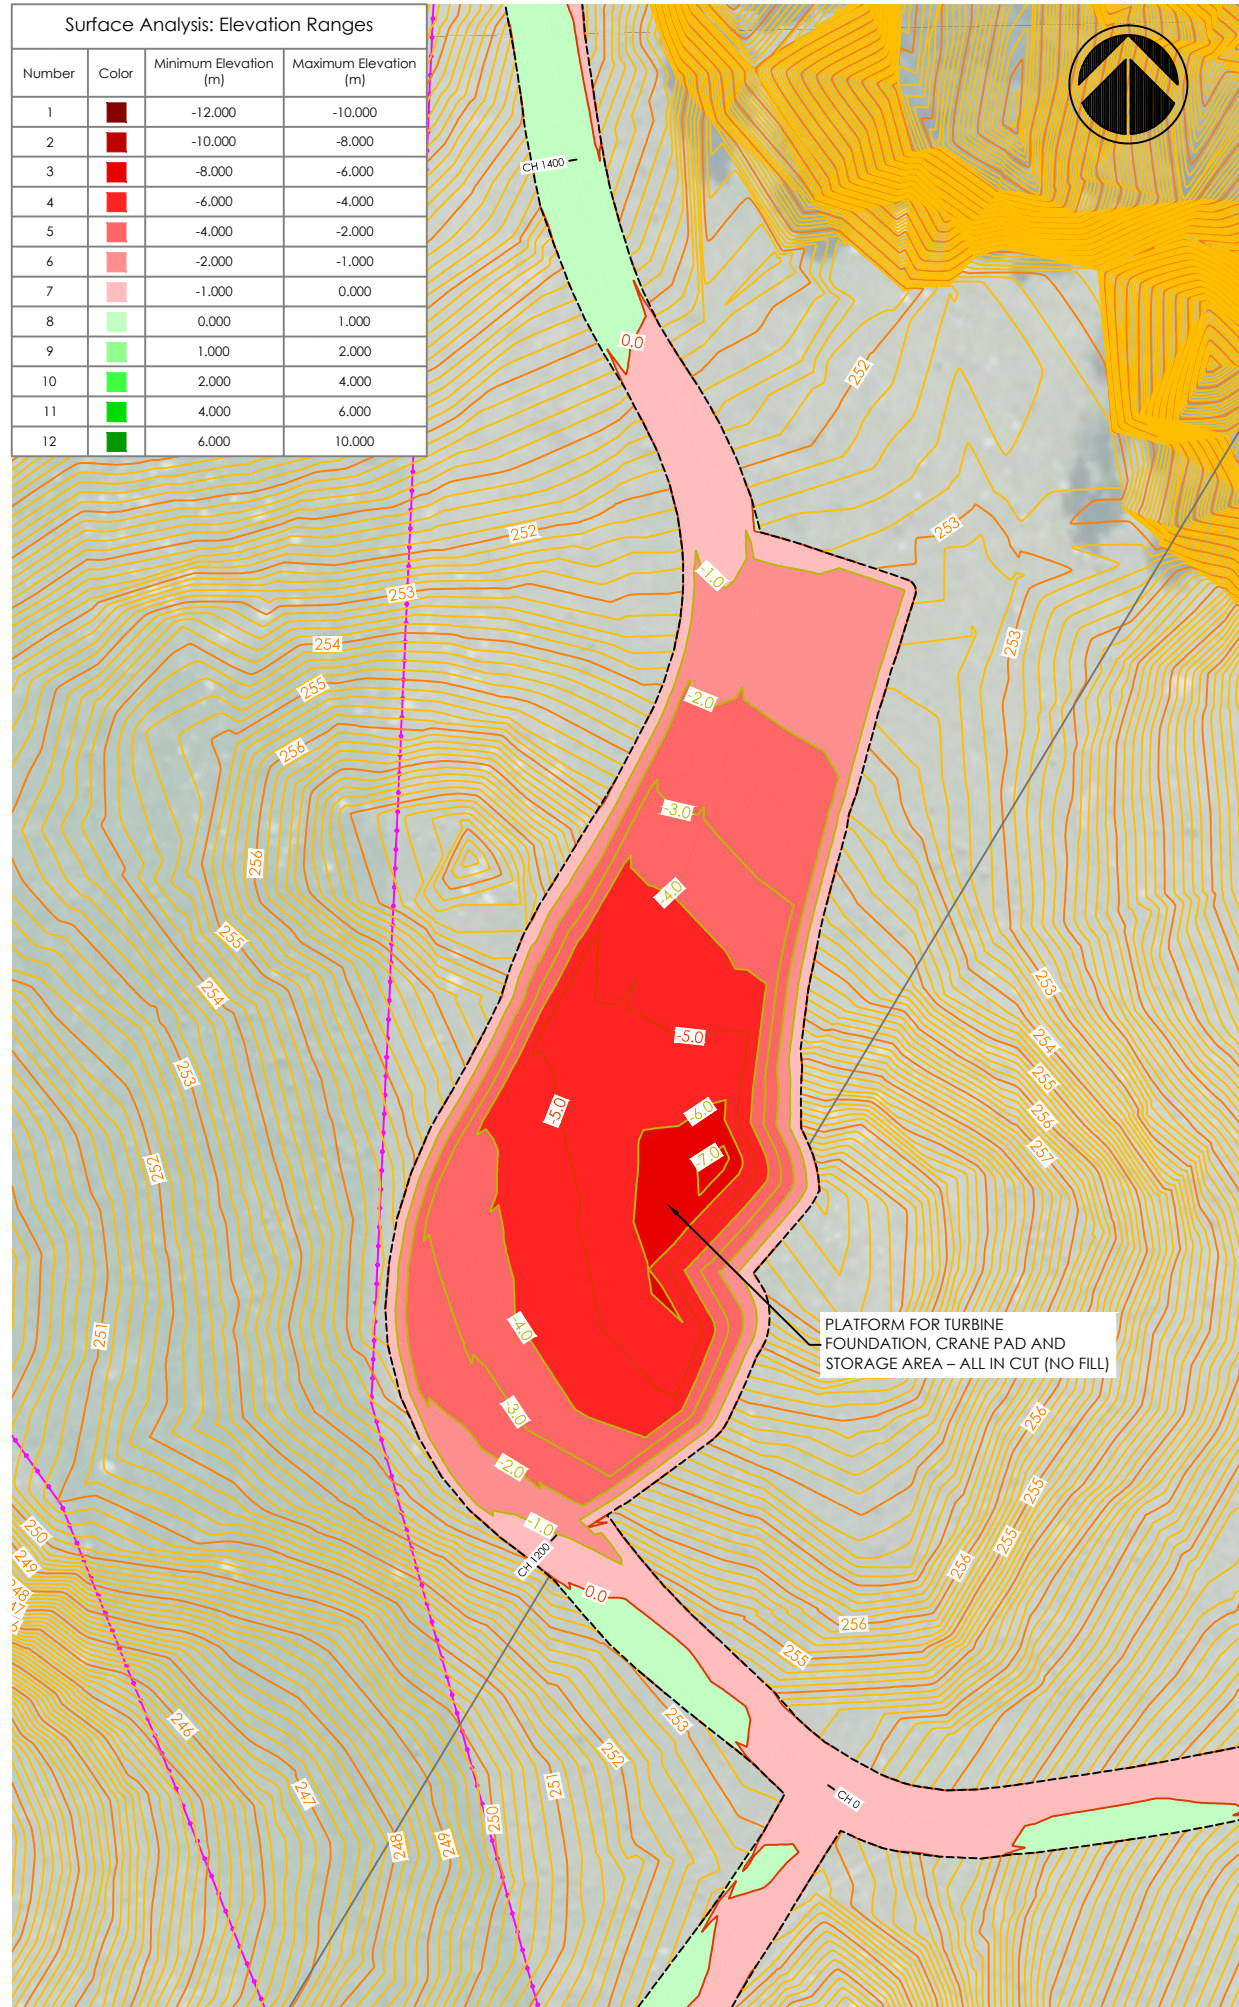 Surface Analysis: Elevation Ranges
Number Color Minimum Elevation (m) Maximum Elevation (m)
1 -12.000 -10.000
2 -10.000 -8.000
3 -8.000 -6.000
4 -6.000 -4.000
5 -4.000 -2.000
6 -2.000 -1.000
7 -1.000 0.000
8 0.000 1.000
9 1.000 2.000
10 2.000 4.000
11 4.000 6.000
12 6.000 10.000
CH 1400
0.0
252
252
253
253
-1.0
254
253
255
-2.0
256
-3.0
256
-4.0
255
254
253
-5.0
254
253
255
-5.0
-6.0
256
257
-7.0
252
251
-4.0
PLATFORM FOR TURBINE
FOUNDATION, CRANE PAD AND
STORAGE AREA – ALL IN CUT (NO FILL)
-3.0
256
-2.0
255
-1.0
250
255
CH 1200
249
256
248
0.0
256
255
253
246
252
251
247
CH 0
250
249
248